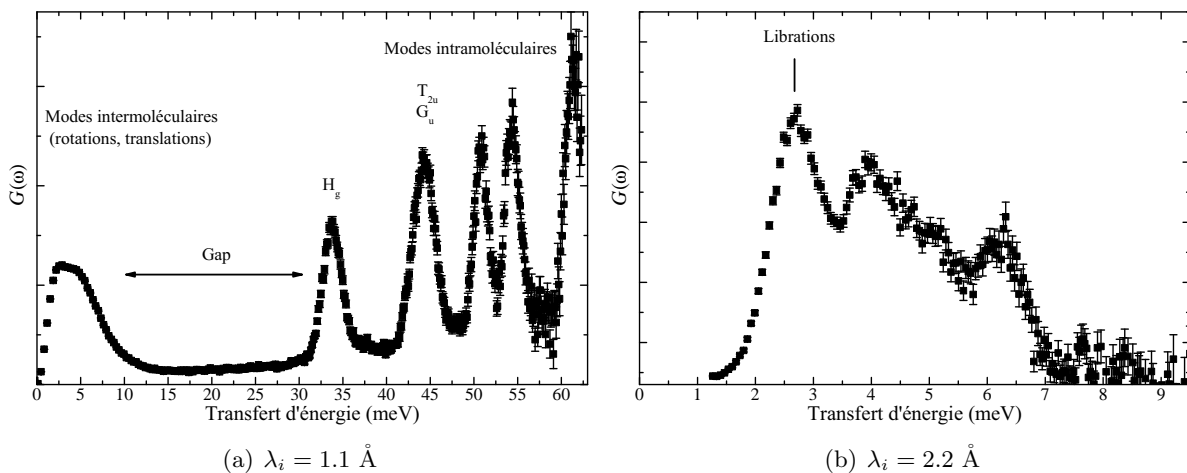 Modes intramoléculaires
T2u
Gu
Modes intermoléculaires
(rotations, translations)
Hg
Gap
G(ω)
0 5 10 15 20 25 30 35 40 45 50 55 60
Transfert d'énergie (meV)
(a) λi = 1.1 Å
Librations
G(ω)
0 1 2 3 4 5 6 7 8 9
Transfert d'énergie (meV)
(b) λi = 2.2 Å